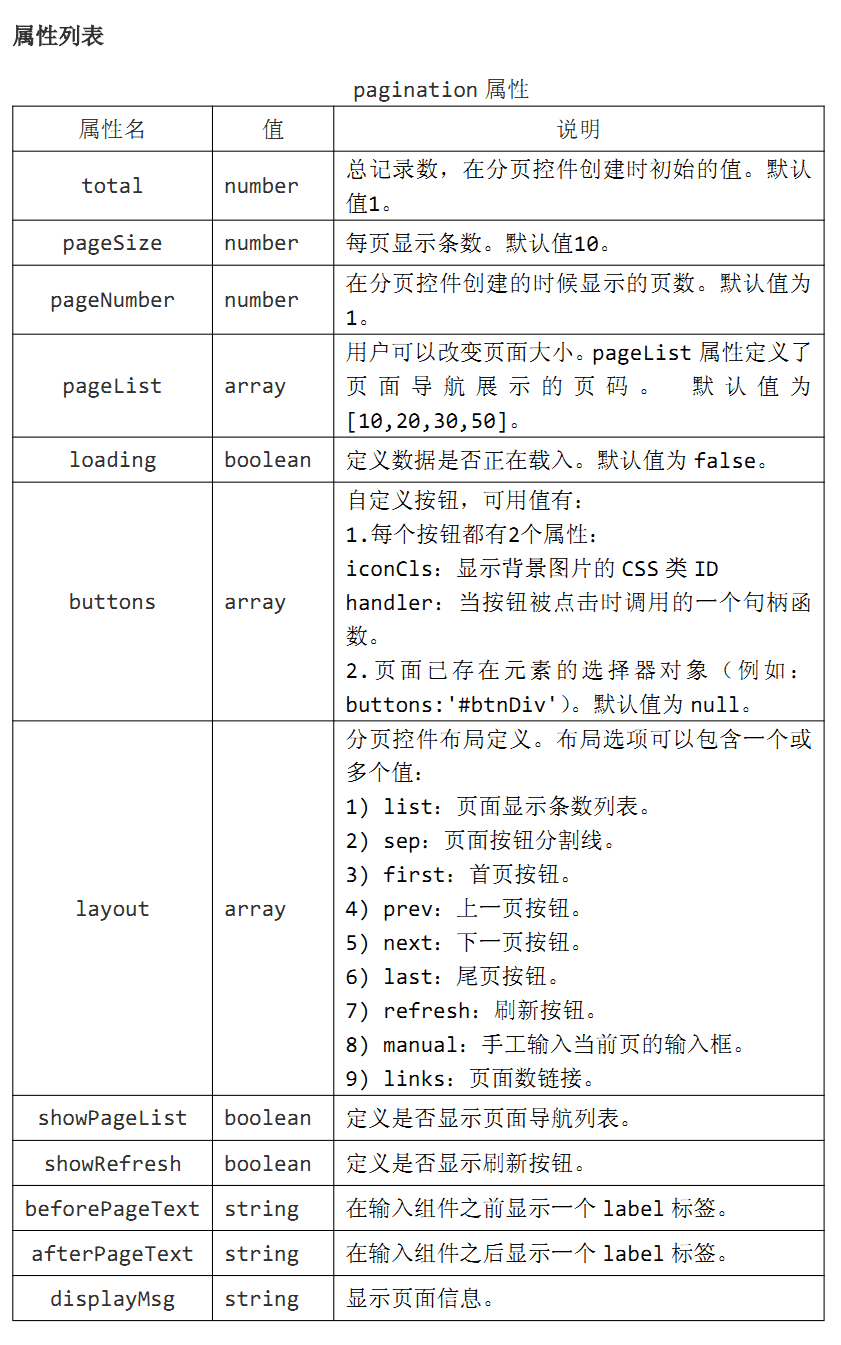 属性列表
pagination 属性
属性名 值 说明
total number 总记录数，在分页控件创建时初始的值。默认
值1。
pageSize number 每页显示条数。默认值10。
pageNumber number 在分页控件创建的时候显示的页数。默认值为
1。
pageList array 用户可以改变页面大小。pageList 属性定义了
页面导航展示的页码。 默认值为
[10,20,30,50]。
loading boolean 定义数据是否正在载入。默认值为 false。
buttons array 自定义按钮，可用值有：
1.每个按钮都有2个属性：
iconCls：显示背景图片的 CSS 类 ID
handler：当按钮被点击时调用的一个句柄函
数。
2.页面已存在元素的选择器对象（例如：
buttons:'#btnDiv'）。默认值为 null。
layout array 分页控件布局定义。布局选项可以包含一个或
多个值：
1) list：页面显示条数列表。
2) sep：页面按钮分割线。
3) first：首页按钮。
4) prev：上一页按钮。
5) next：下一页按钮。
6) last：尾页按钮。
7) refresh：刷新按钮。
8) manual：手工输入当前页的输入框。
9) links：页面数链接。
showPageList boolean 定义是否显示页面导航列表。
showRefresh boolean 定义是否显示刷新按钮。
beforePageText string 在输入组件之前显示一个 label 标签。
afterPageText string 在输入组件之后显示一个 label 标签。
displayMsg string 显示页面信息。